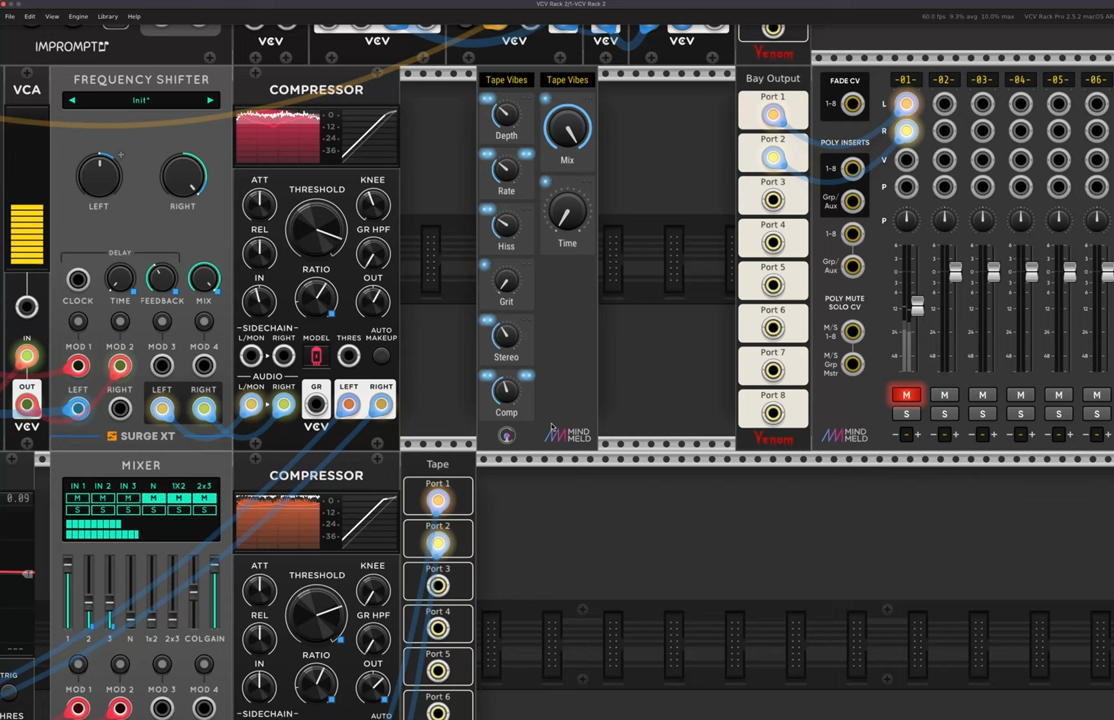 VCV Rack 2/1-VCV Rack 2
File Edit View Engine Library Help
60.0 fps 9.3% avg 10.0% max VCV Rack Pro 2.5.2 macOS AR
IMPROMPTU
VCV
VCV
VCV
VCV
VCV
Venom
VCA
IN
OUT
VCV
FREQUENCY SHIFTER
Init*
LEFT RIGHT
DELAY
CLOCK TIME FEEDBACK MIX
MOD 1 MOD 2 MOD 3 MOD 4
LEFT RIGHT LEFT RIGHT
SURGE XT
COMPRESSOR
-0-
-12-
-24-
-36-
ATT THRESHOLD KNEE
REL GR HPF
RATIO
IN OUT
SIDECHAIN AUTO
L/MON RIGHT MODEL THRES MAKEUP
AUDIO
L/MON RIGHT GR LEFT RIGHT
VCV
Tape Vibes
Depth
Rate
Hiss
Grit
Stereo
Comp
Tape Vibes
Mix
Time
MIND
MELD
Bay Output
Port 1
Port 2
Port 3
Port 4
Port 5
Port 6
Port 7
Port 8
Venom
FADE CV
1-8
POLY INSERTS
1-8
Grp/
Aux
1-8
Grp/
Aux
POLY MUTE
SOLO CV
M/S
1-8
M/S
Grp
Mstr
MIND
MELD
-01- -02- -03- -04- -05- -06-
L
R
V
P
P
M M M M M M
S S S S S S
0.09
TRIG
THRES
MIXER
IN 1 IN 2 IN 3 N 1X2 2x3
M M M M M M
S S S S S S
1 2 3 N 1x2 2x3 COL GAIN
MOD 1 MOD 2 MOD 3 MOD 4
COMPRESSOR
-0-
-12-
-24-
-36-
ATT THRESHOLD KNEE
REL GR HPF
RATIO
IN OUT
SIDECHAIN AUTO
Tape
Port 1
Port 2
Port 3
Port 4
Port 5
Port 6